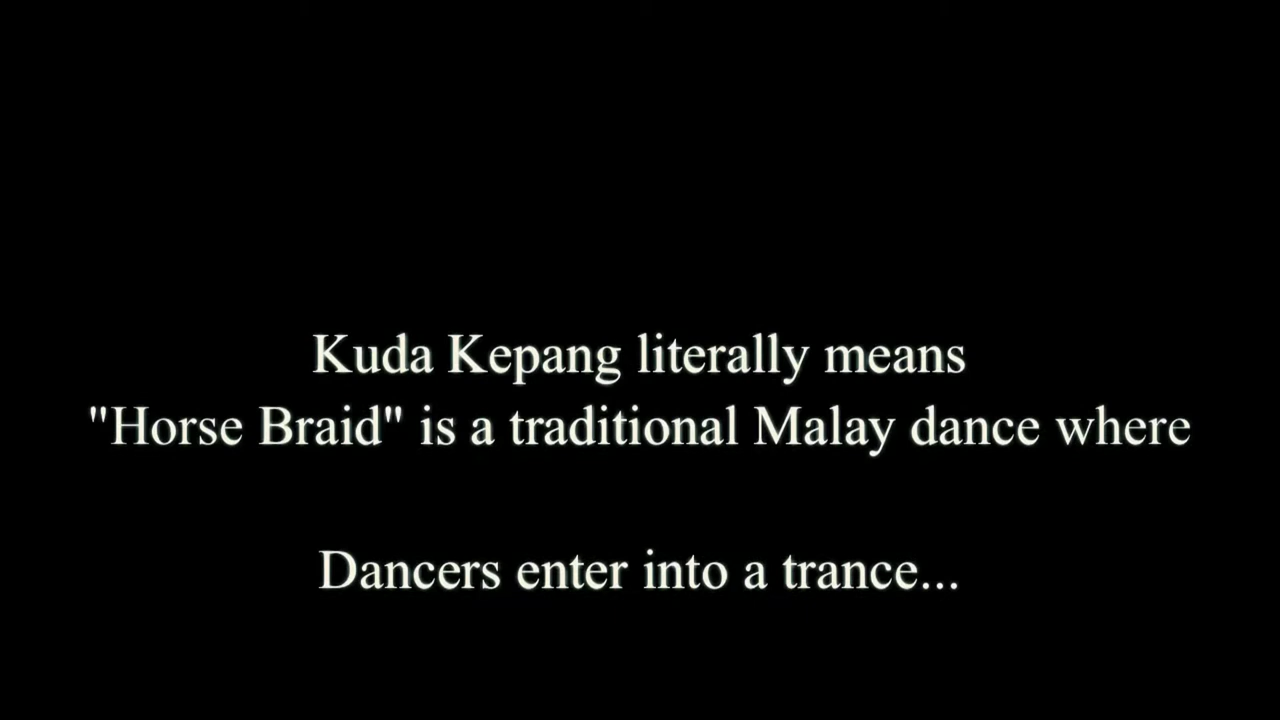 Kuda Kepang literally means
"Horse Braid" is a traditional Malay dance where
Dancers enter into a trance...